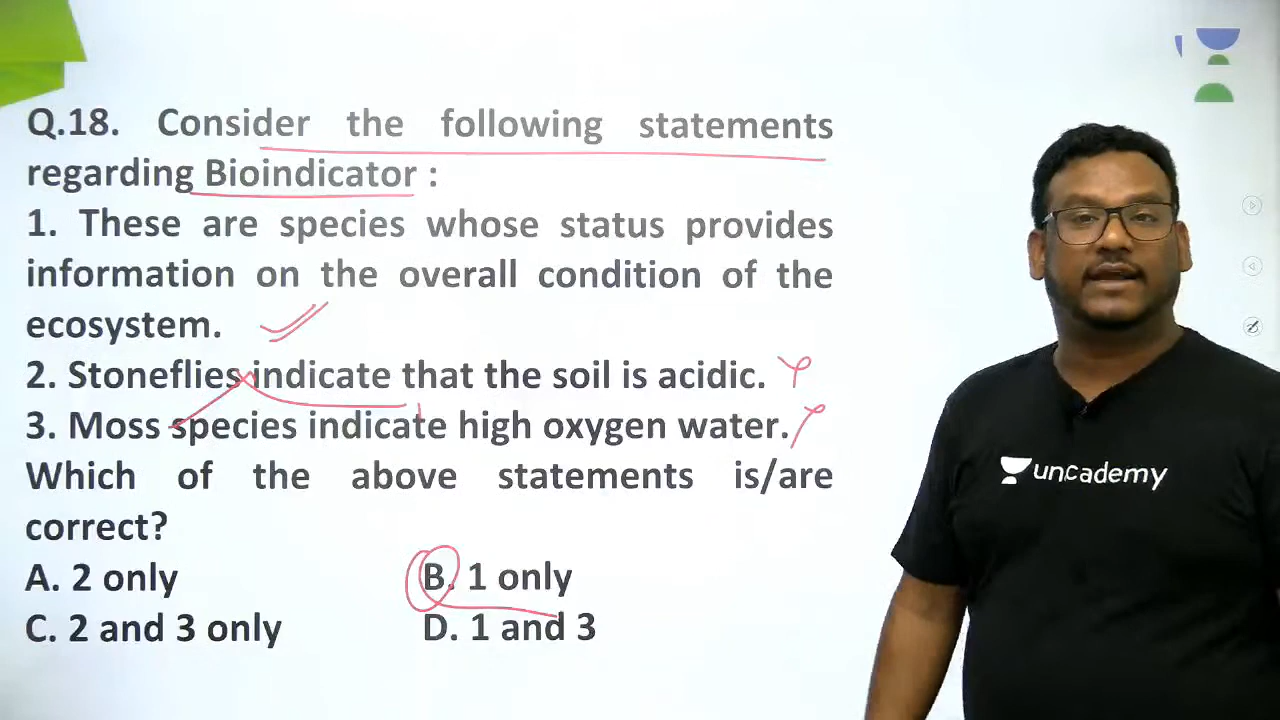 Q.18. Consider the following statements
regarding Bioindicator :
1. These are species whose status provides
information on the overall condition of the
ecosystem.
2. Stoneflies indicate that the soil is acidic.
3. Moss species indicate high oxygen water.
Which of the above statements is/are
correct?
A. 2 only
B. 1 only
C. 2 and 3 only
D. 1 and 3
unacademy